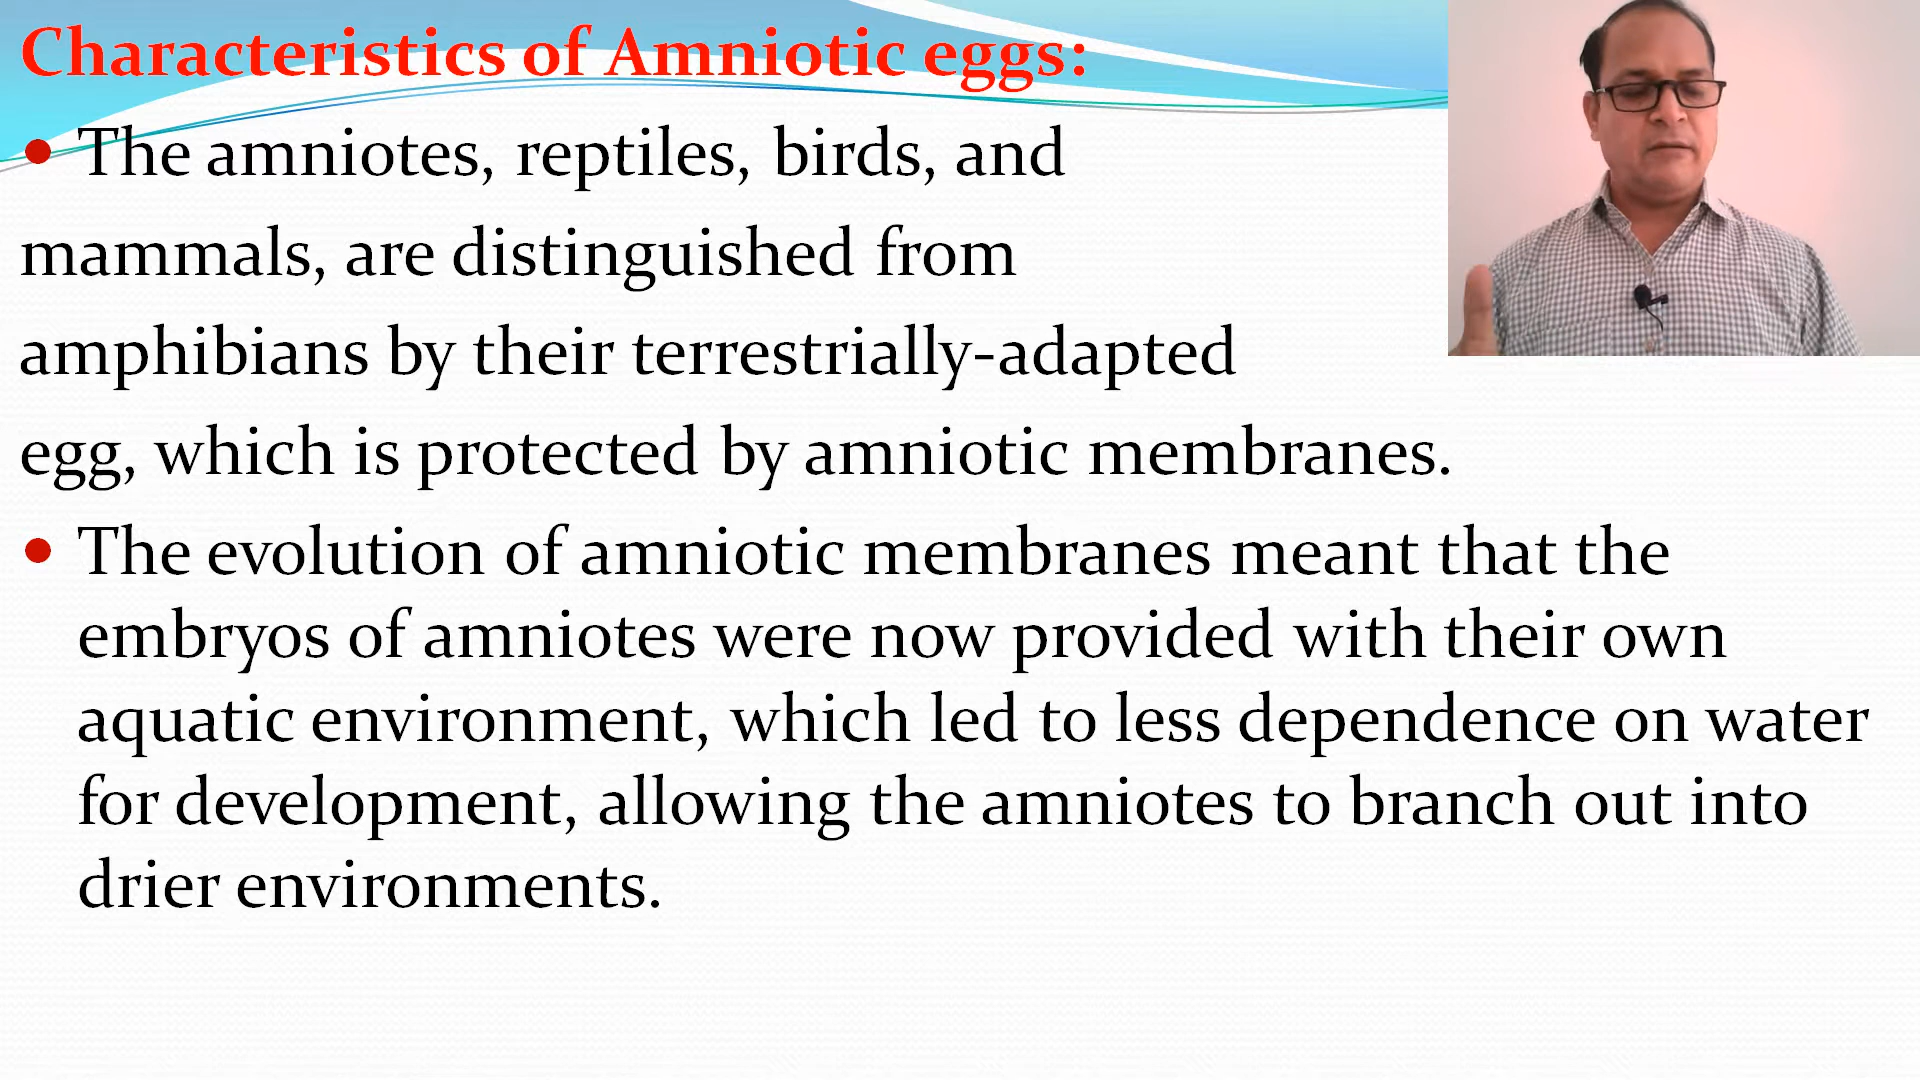 Characteristics of Amniotic eggs:
• The amniotes, reptiles, birds, and
mammals, are distinguished from
amphibians by their terrestrially-adapted
egg, which is protected by amniotic membranes.
• The evolution of amniotic membranes meant that the
embryos of amniotes were now provided with their own
aquatic environment, which led to less dependence on water
for development, allowing the amniotes to branch out into
drier environments.